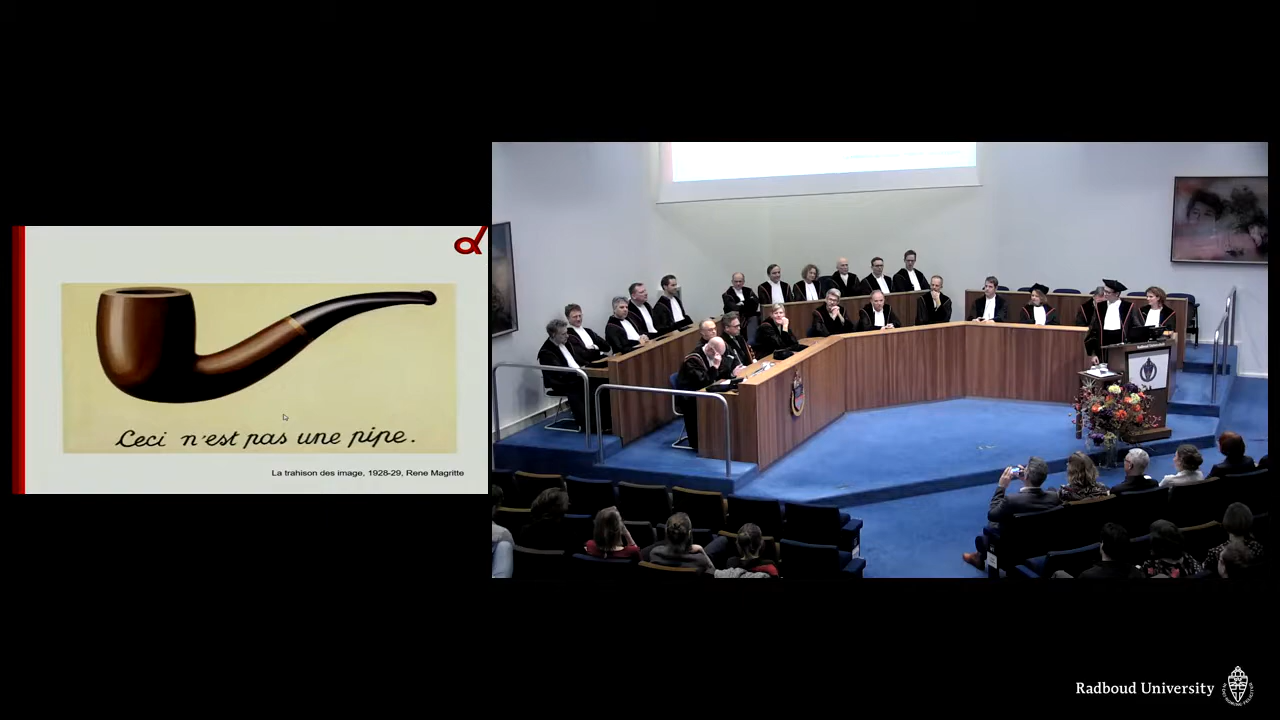 Ceci n'est pas une pipe.
La trahison des image, 1928-29, Rene Magritte
Radboud University